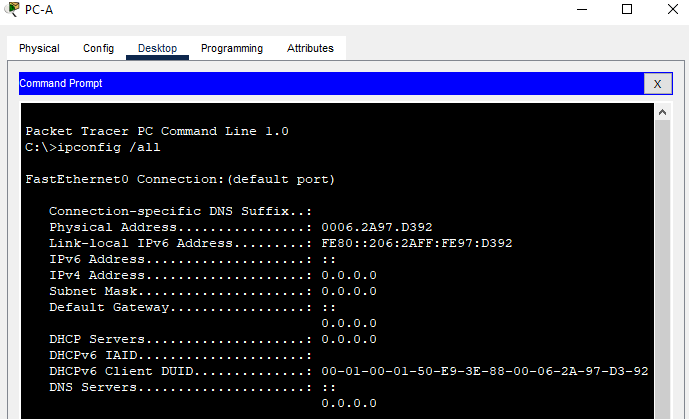 PC-A
Physical Config Desktop Programming Attributes
Command Prompt X
Packet Tracer PC Command Line 1.0
C:\>ipconfig /all
FastEthernet0 Connection:(default port)
Connection-specific DNS Suffix..:
Physical Address................: 0006.2A97.D392
Link-local IPv6 Address.........: FE80::206:2AFF:FE97:D392
IPv6 Address....................: ::
IPv4 Address....................: 0.0.0.0
Subnet Mask.....................: 0.0.0.0
Default Gateway.................: ::
0.0.0.0
DHCP Servers....................: 0.0.0.0
DHCPv6 IAID.....................:
DHCPv6 Client DUID..............: 00-01-00-01-50-E9-3E-88-00-06-2A-97-D3-92
DNS Servers.....................: ::
0.0.0.0